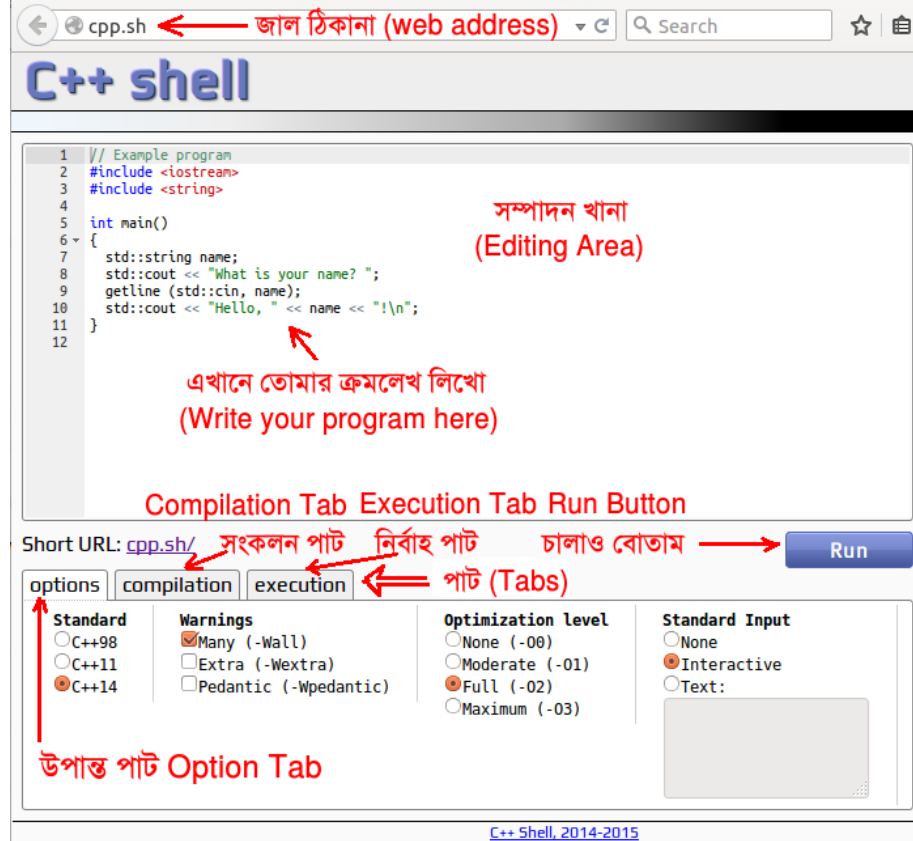 cpp.sh জাল ঠিকানা (web address) Search
C++ shell
1 // Example program
2 #include <iostream>
3 #include <string>
4
5 int main()
6 {
7 std::string name;
8 std::cout << "What is your name? ";
9 getline (std::cin, name);
10 std::cout << "Hello, " << name << "!\n";
11 }
12
সম্পাদন খানা
(Editing Area)
এখানে তোমার ক্রমলেখ লিখো
(Write your program here)
Compilation Tab Execution Tab Run Button
Short URL: cpp.sh/ সংকলন পাট নির্বাহ পাট চালাও বোতাম Run
options compilation execution পাট (Tabs)
Standard Warnings Optimization level Standard Input
C++98 Many (-Wall) None (-O0) None
C++11 Extra (-Wextra) Moderate (-O1) Interactive
C++14 Pedantic (-Wpedantic) Full (-O2) Text:
Maximum (-O3)
উপান্ত পাট Option Tab
C++ Shell, 2014-2015